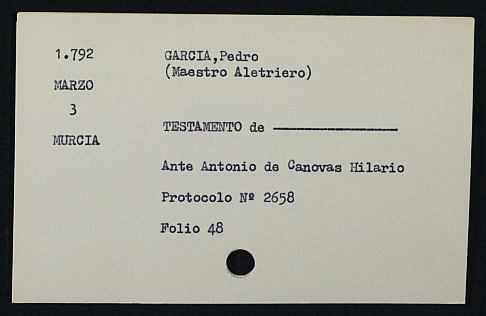 1.792
MARZO
3
MURCIA
GARCIA,Pedro
(Maestro Aletriero)
TESTAMENTO de ——————————
Ante Antonio de Canovas Hilario
Protocolo Nº 2658
Folio 48